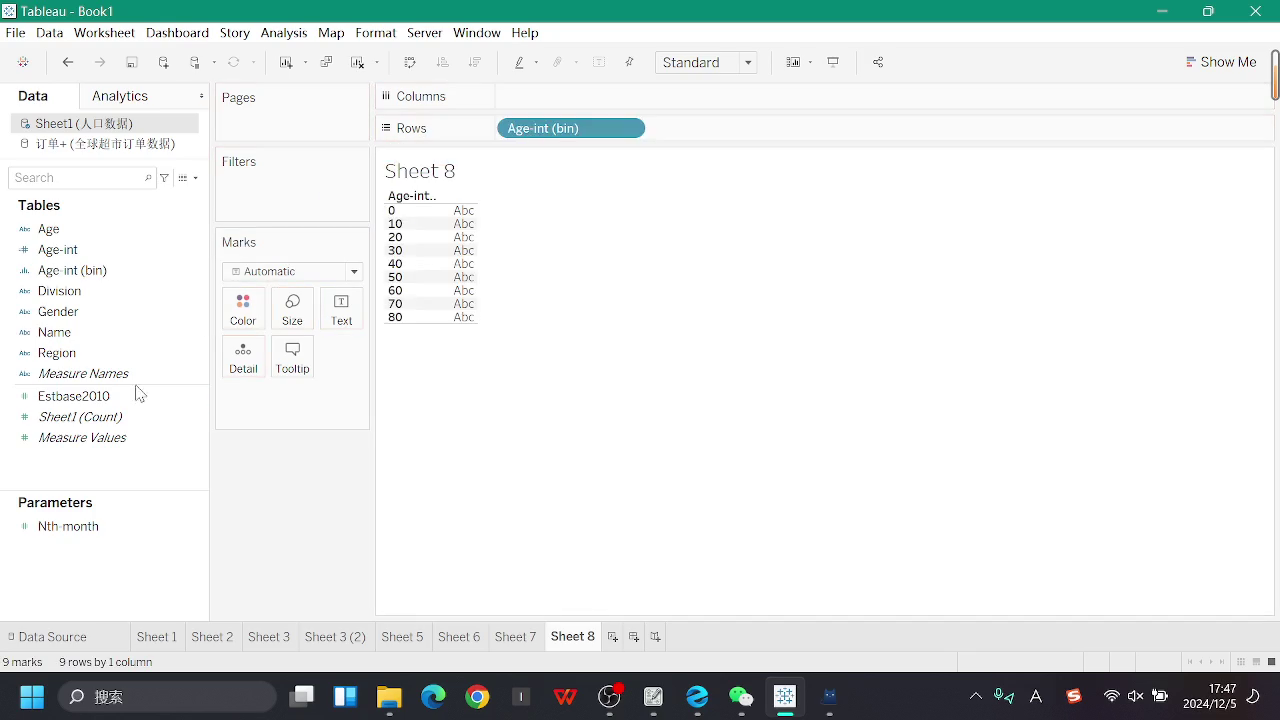 Tableau - Book1
File Data Worksheet Dashboard Story Analysis Map Format Server Window Help
Standard
Show Me
Data Analytics
Sheet1 (人口数据)
订单+ (全球超市订单数据)
Search
Tables
Age
Age-int
Age-int (bin)
Division
Gender
Name
Region
Measure Names
Estbase2010
Sheet1 (Count)
Measure Values
Parameters
Nth-month
Pages
Filters
Marks
Automatic
Color Size Text
Detail Tooltip
Columns
Rows Age-int (bin)
Sheet 8
Age-int..
0 Abc
10 Abc
20 Abc
30 Abc
40 Abc
50 Abc
60 Abc
70 Abc
80 Abc
Data Source Sheet 1 Sheet 2 Sheet 3 Sheet 3 (2) Sheet 5 Sheet 6 Sheet 7 Sheet 8
9 marks 9 rows by 1 column
搜索
17:47
2024/12/5